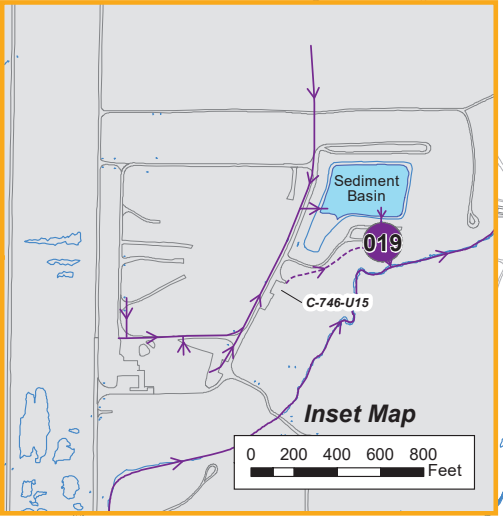 Sediment
Basin
019
C-746-U15
Inset Map
0 200 400 600 800
Feet